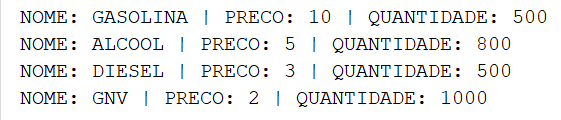 NOME: GASOLINA | PRECO: 10 | QUANTIDADE: 500
NOME: ALCOOL | PRECO: 5 | QUANTIDADE: 800
NOME: DIESEL | PRECO: 3 | QUANTIDADE: 500
NOME: GNV | PRECO: 2 | QUANTIDADE: 1000